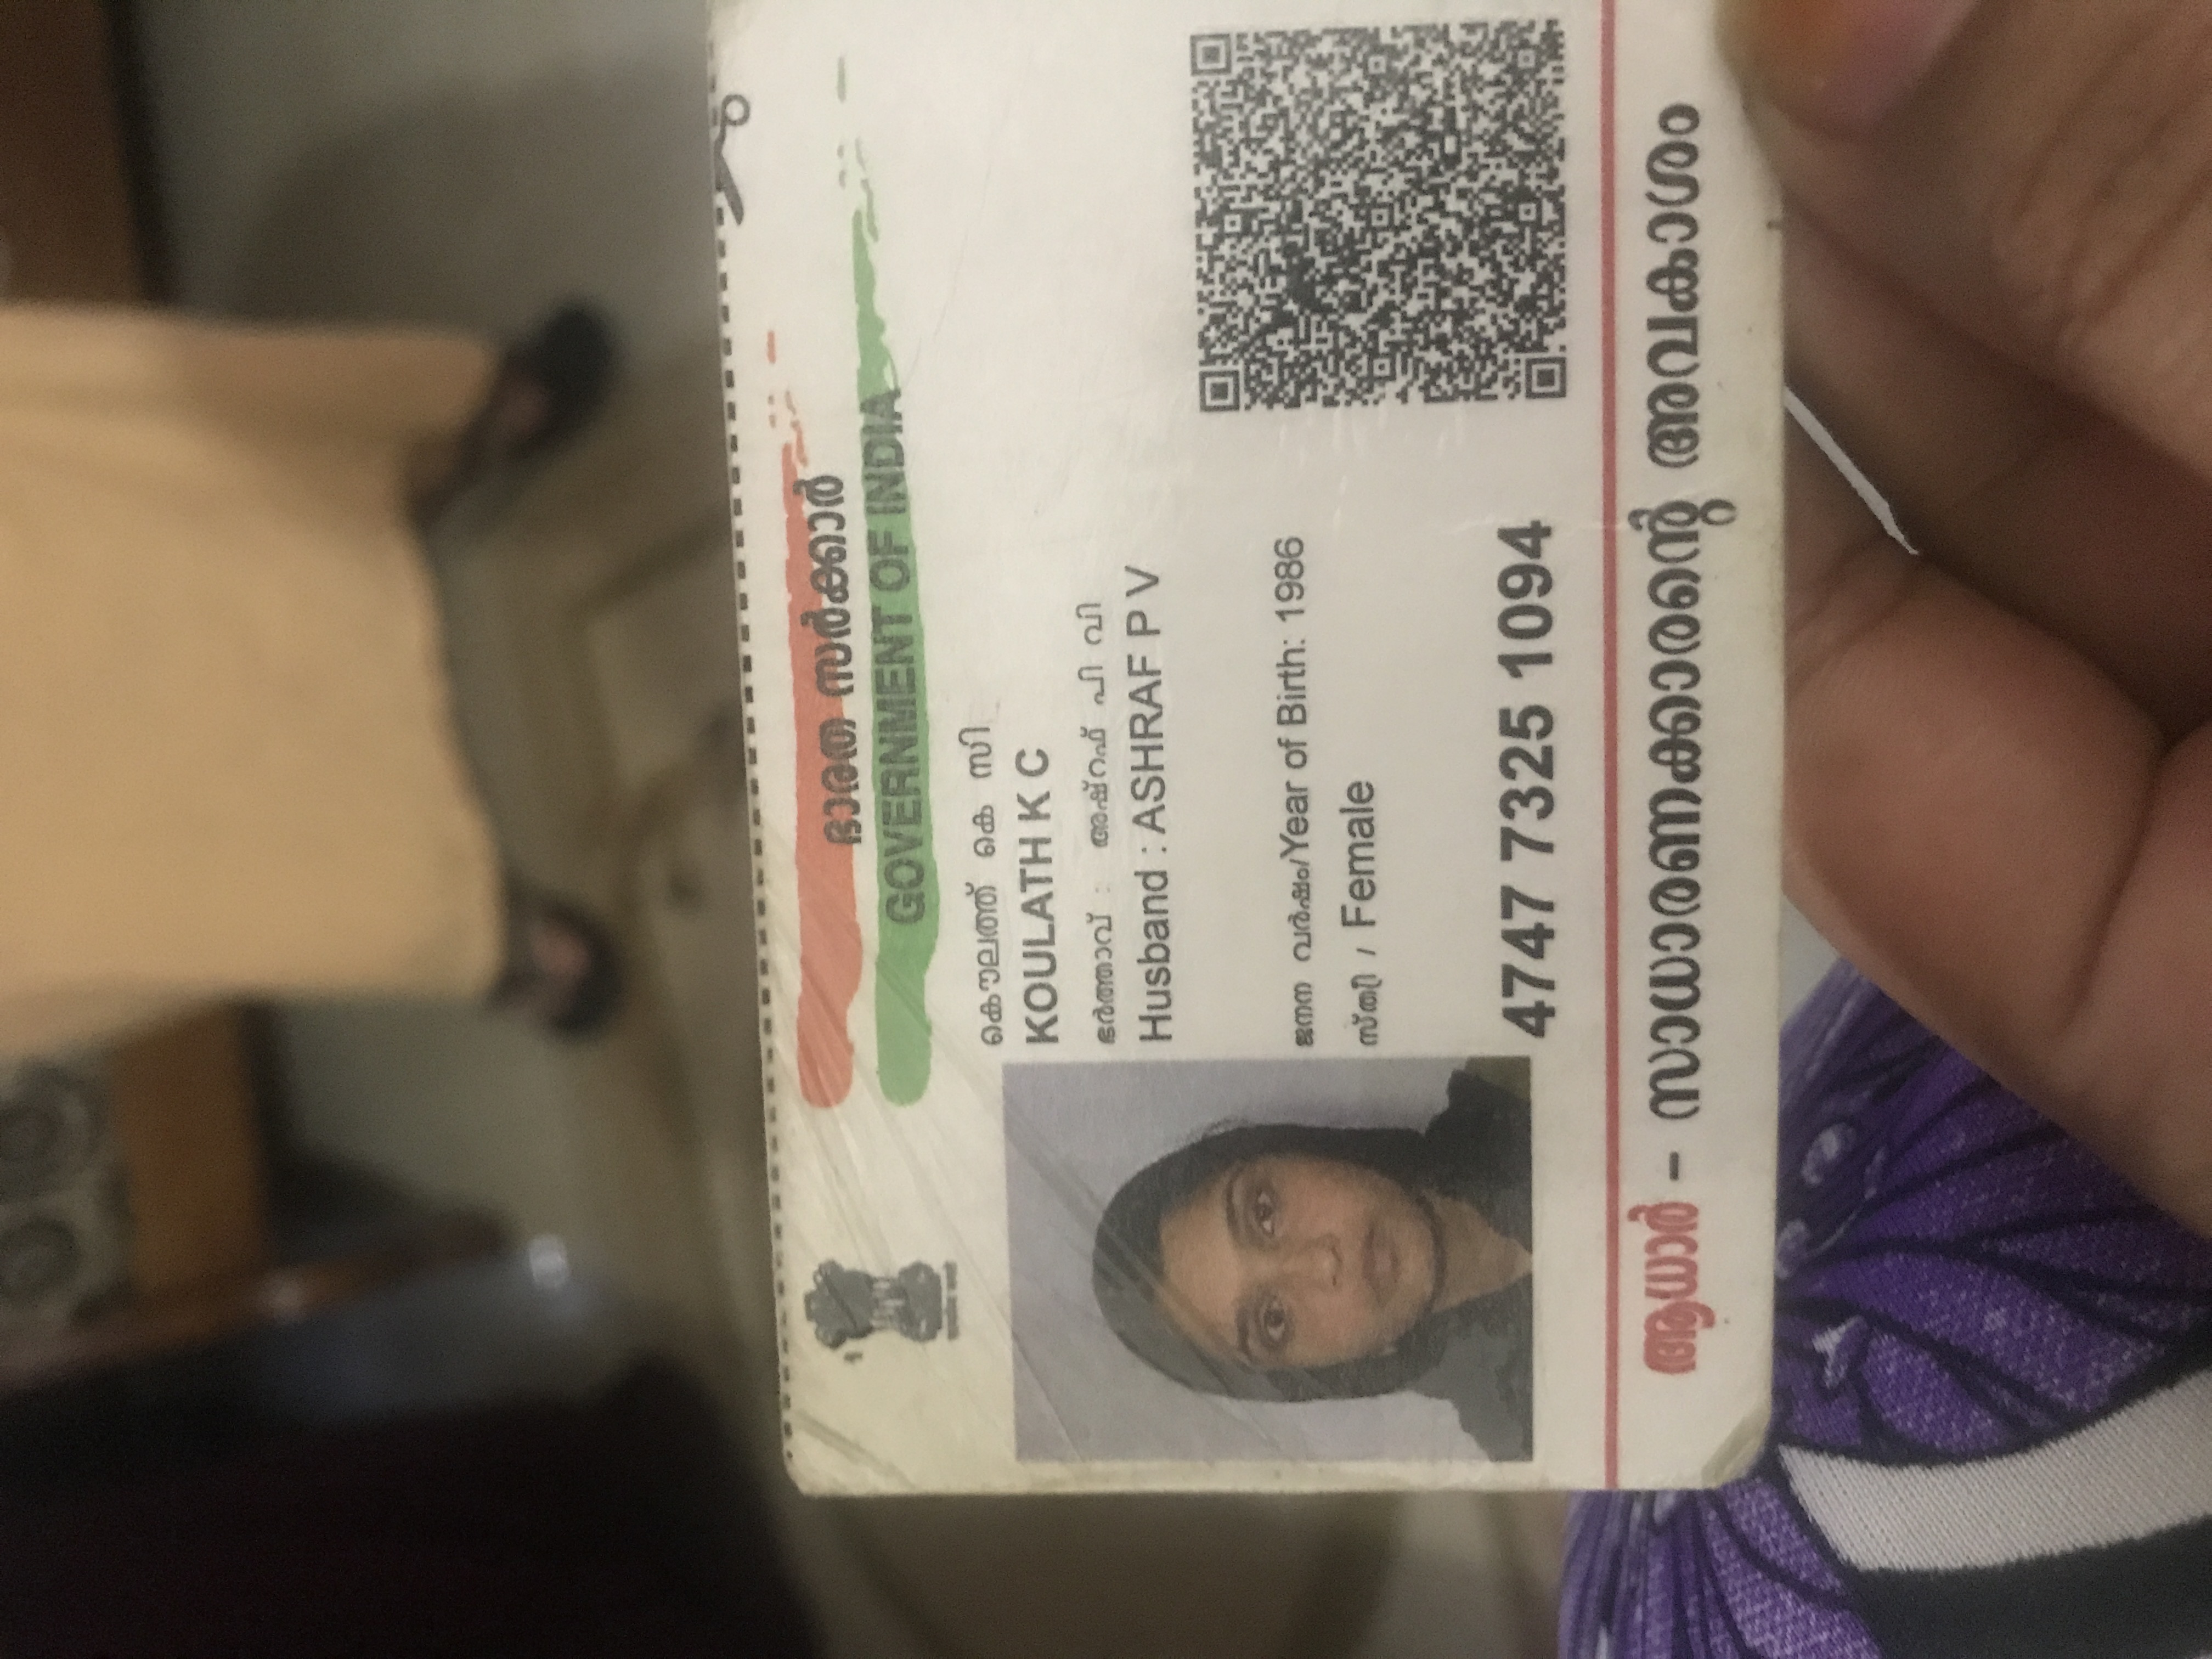 ഭാരത സർക്കാർ
GOVERNMENT OF INDIA
കൌലത്ത് കെ സി
KOULATH K C
ഭർത്താവ് : അഷ്റഫ് പി വി
Husband : ASHRAF P V
ജനന വർഷം/Year of Birth: 1986
സ്ത്രീ / Female
4747 7325 1094
ആധാർ - സാധാരണക്കാരന്റെ അവകാശം